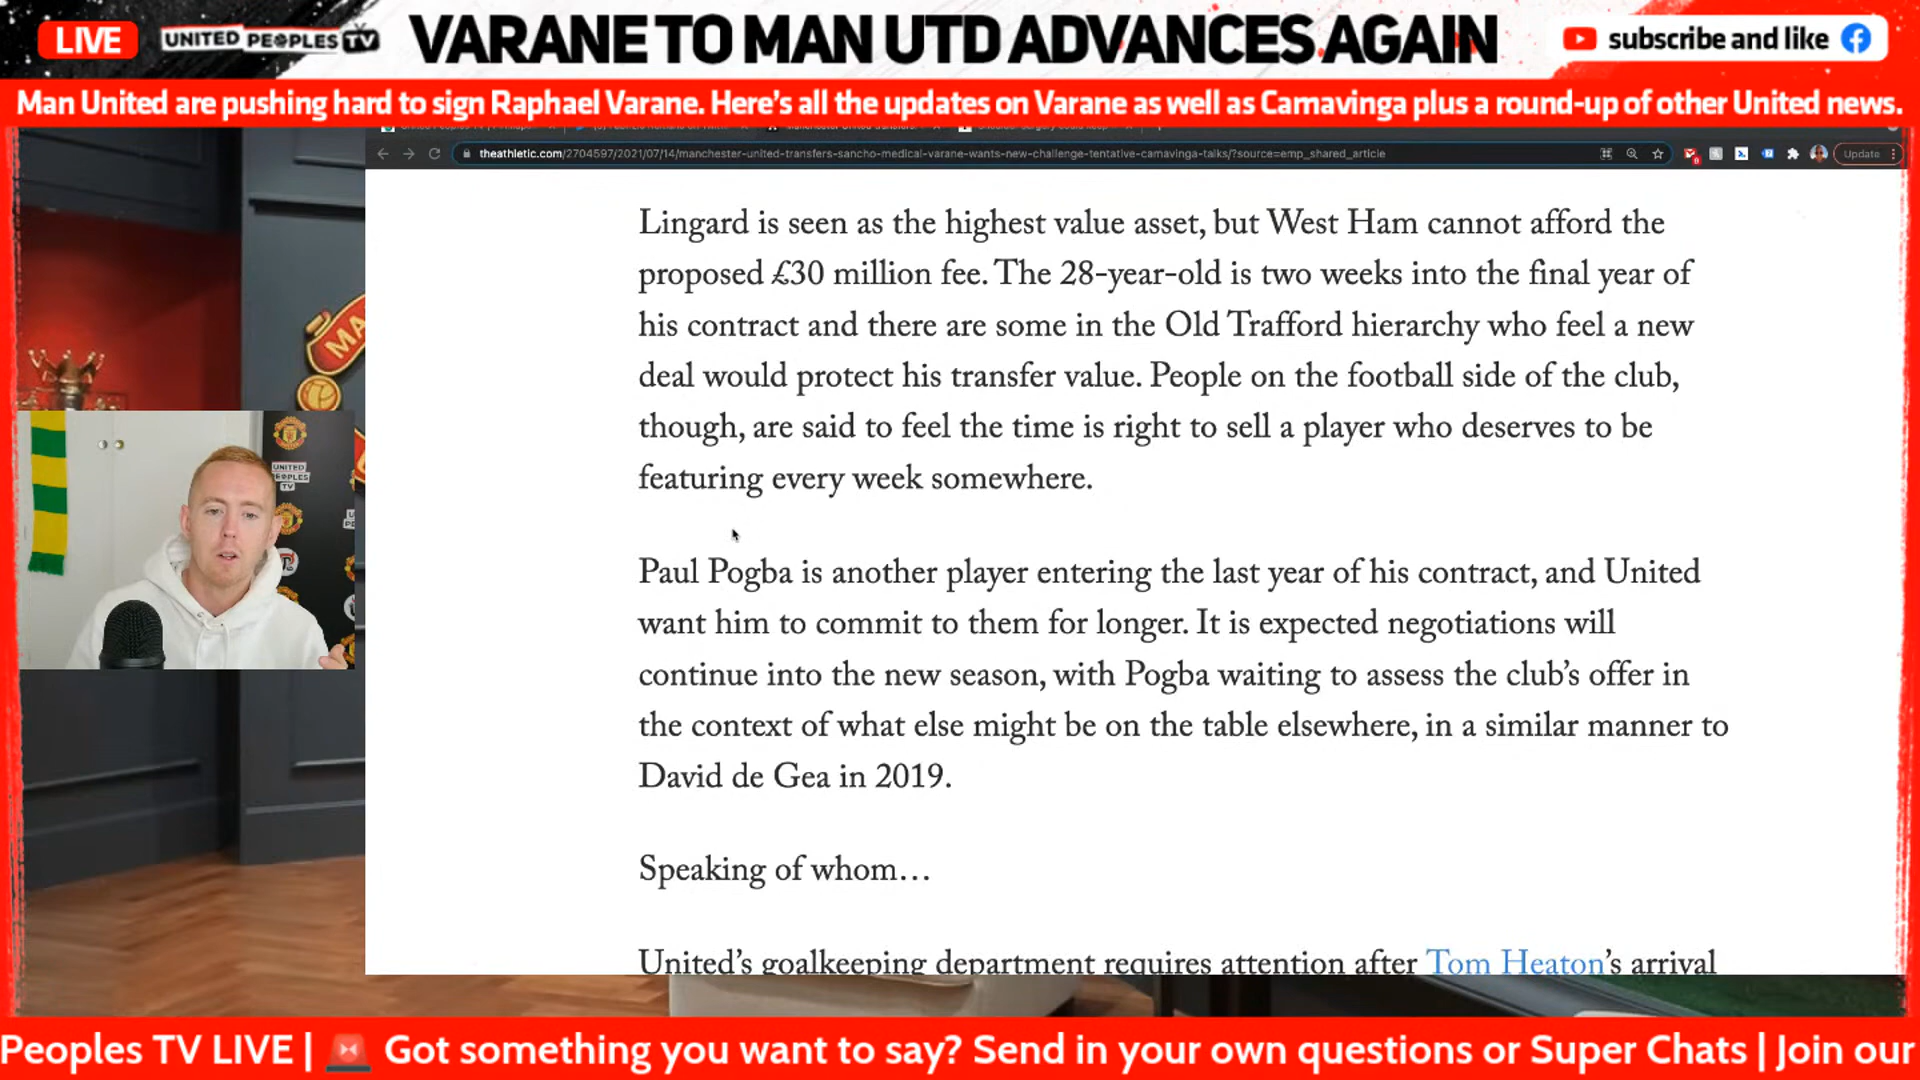 LIVE
UNITED PEOPLES TV
VARANE TO MAN UTD ADVANCES AGAIN
subscribe and like
Man United are pushing hard to sign Raphael Varane. Here's all the updates on Varane as well as Camavinga plus a round-up of other United news.
theathletic.com/2704597/2021/07/14/manchester-united-transfers-sancho-medical-varane-wants-new-challenge-tentative-camavinga-talks/?source=emp_shared_article
Update
Lingard is seen as the highest value asset, but West Ham cannot afford the
proposed £30 million fee. The 28-year-old is two weeks into the final year of
his contract and there are some in the Old Trafford hierarchy who feel a new
deal would protect his transfer value. People on the football side of the club,
though, are said to feel the time is right to sell a player who deserves to be
featuring every week somewhere.
MA
UNITED
PEOPLES
TV
Paul Pogba is another player entering the last year of his contract, and United
want him to commit to them for longer. It is expected negotiations will
continue into the new season, with Pogba waiting to assess the club's offer in
the context of what else might be on the table elsewhere, in a similar manner to
David de Gea in 2019.
Speaking of whom…
United's goalkeeping department requires attention after Tom Heaton's arrival
Peoples TV LIVE | 🚨 Got something you want to say? Send in your own questions or Super Chats | Join our